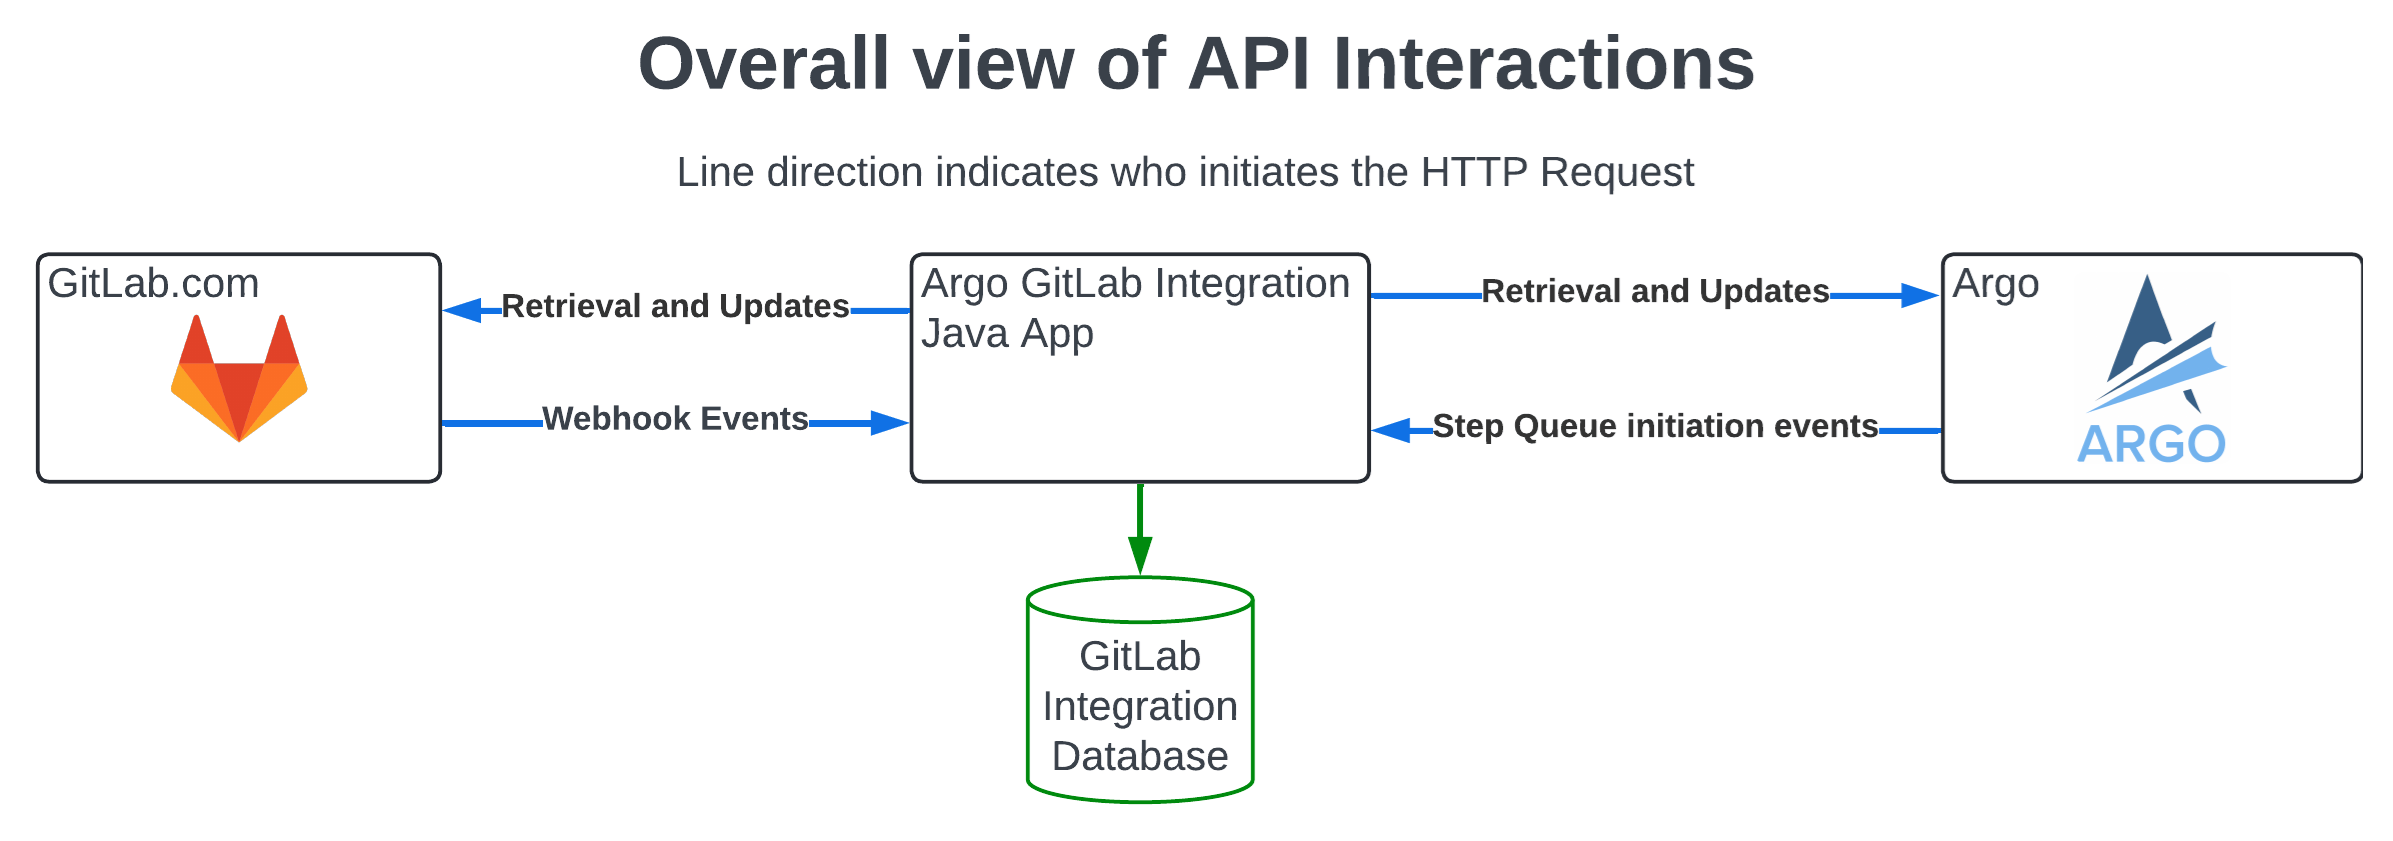 Overall view of API Interactions
Line direction indicates who initiates the HTTP Request
GitLab.com
Retrieval and Updates
Webhook Events
Argo GitLab Integration
Java App
Retrieval and Updates
Step Queue initiation events
Argo
ARGO
GitLab
Integration
Database